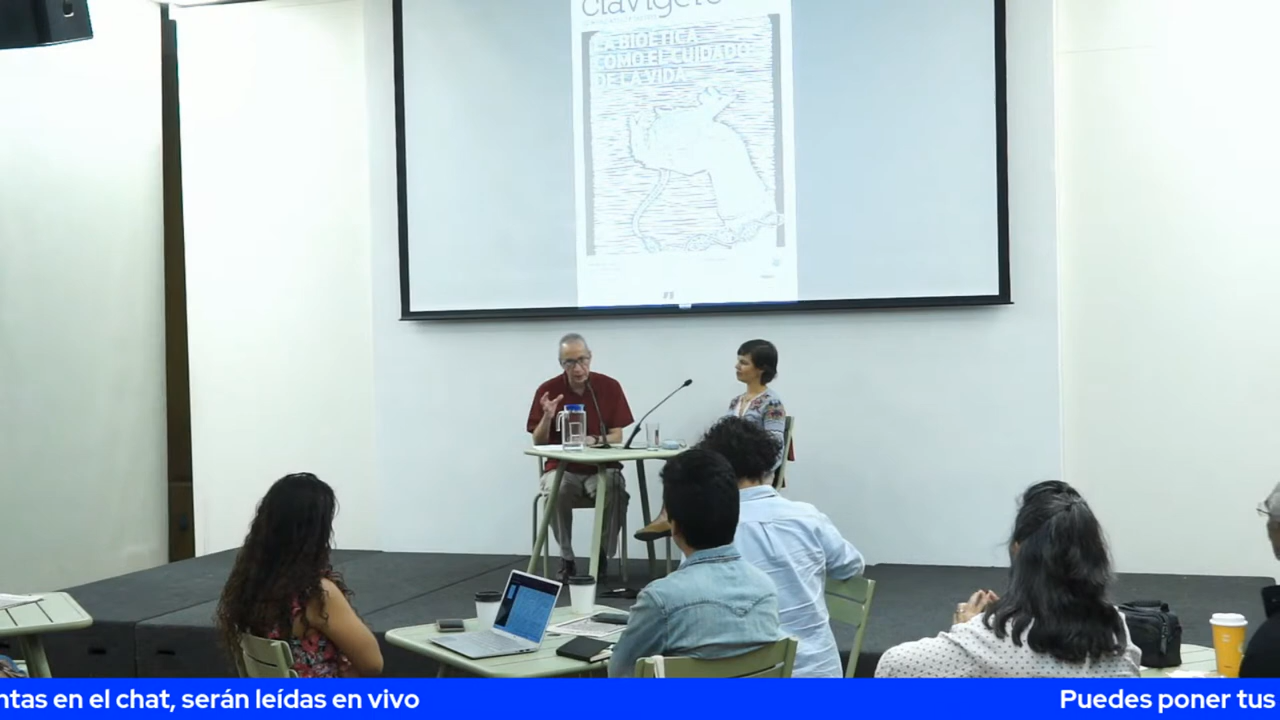 clavigero
LA BIOÉTICA
COMO EL CUIDADO
DE LA VIDA
ntas en el chat, serán leídas en vivo
Puedes poner tus